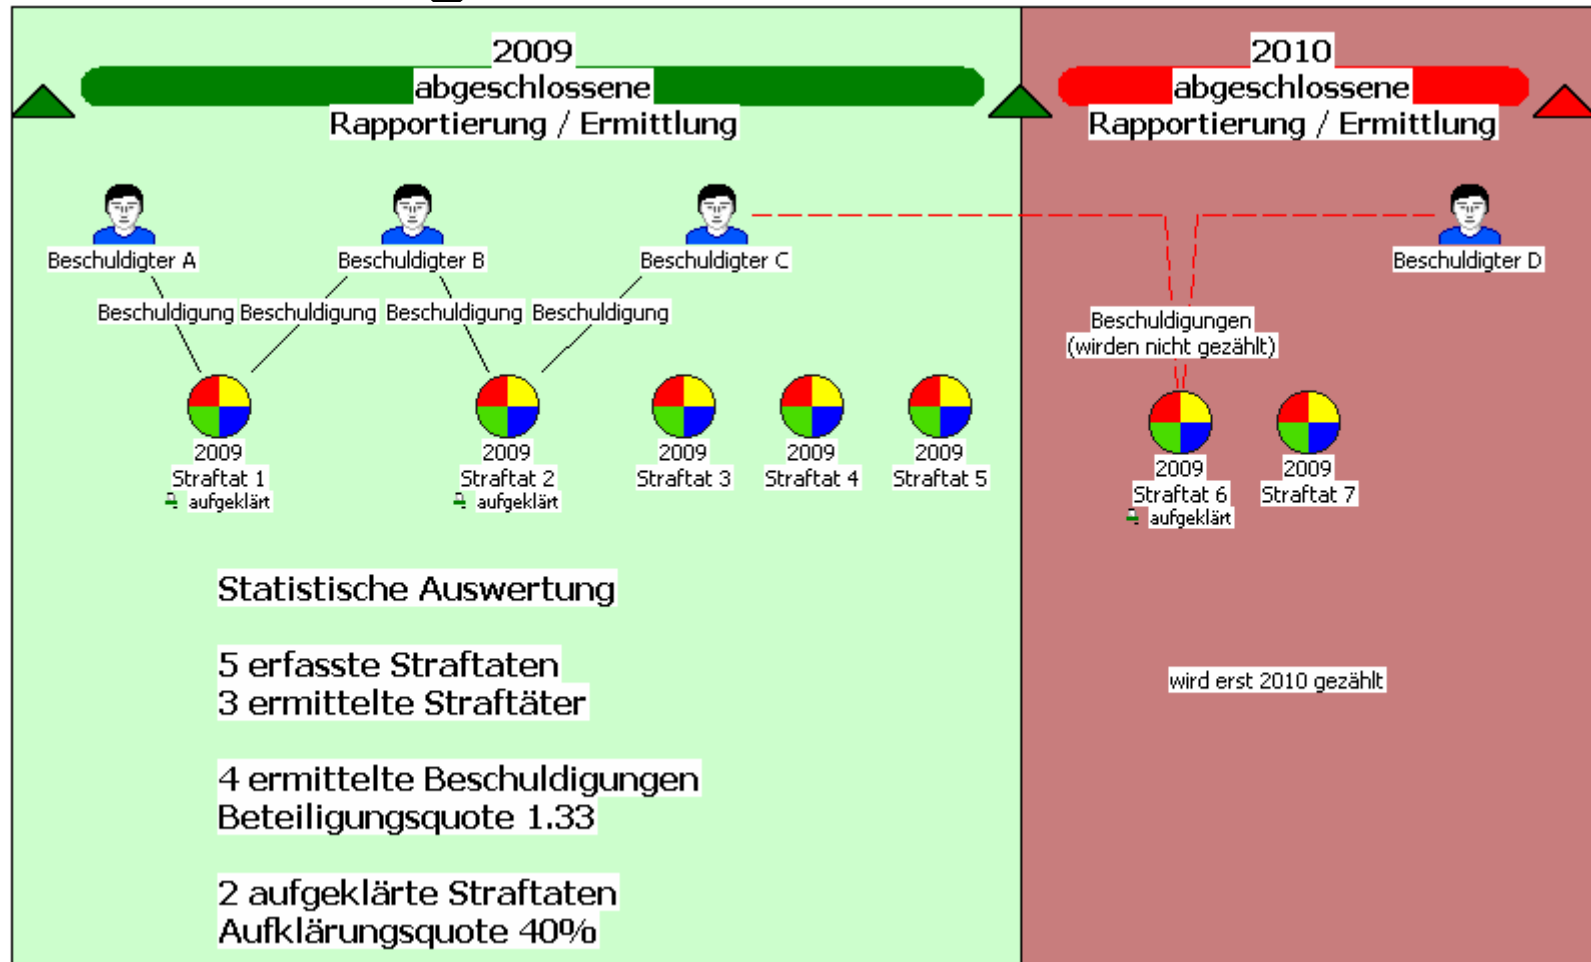 2009
abgeschlossene
Rapportierung / Ermittlung
2010
abgeschlossene
Rapportierung / Ermittlung
Beschuldigter A
Beschuldigter B
Beschuldigter C
Beschuldigter D
Beschuldigung
Beschuldigung
Beschuldigung
Beschuldigung
Beschuldigungen
(wirden nicht gezählt)
2009
Straftat 1
aufgeklärt
2009
Straftat 2
aufgeklärt
2009
Straftat 3
2009
Straftat 4
2009
Straftat 5
2009
Straftat 6
aufgeklärt
2009
Straftat 7
Statistische Auswertung
5 erfasste Straftaten
3 ermittelte Straftäter
4 ermittelte Beschuldigungen
Beteiligungsquote 1.33
2 aufgeklärte Straftaten
Aufklärungsquote 40%
wird erst 2010 gezählt